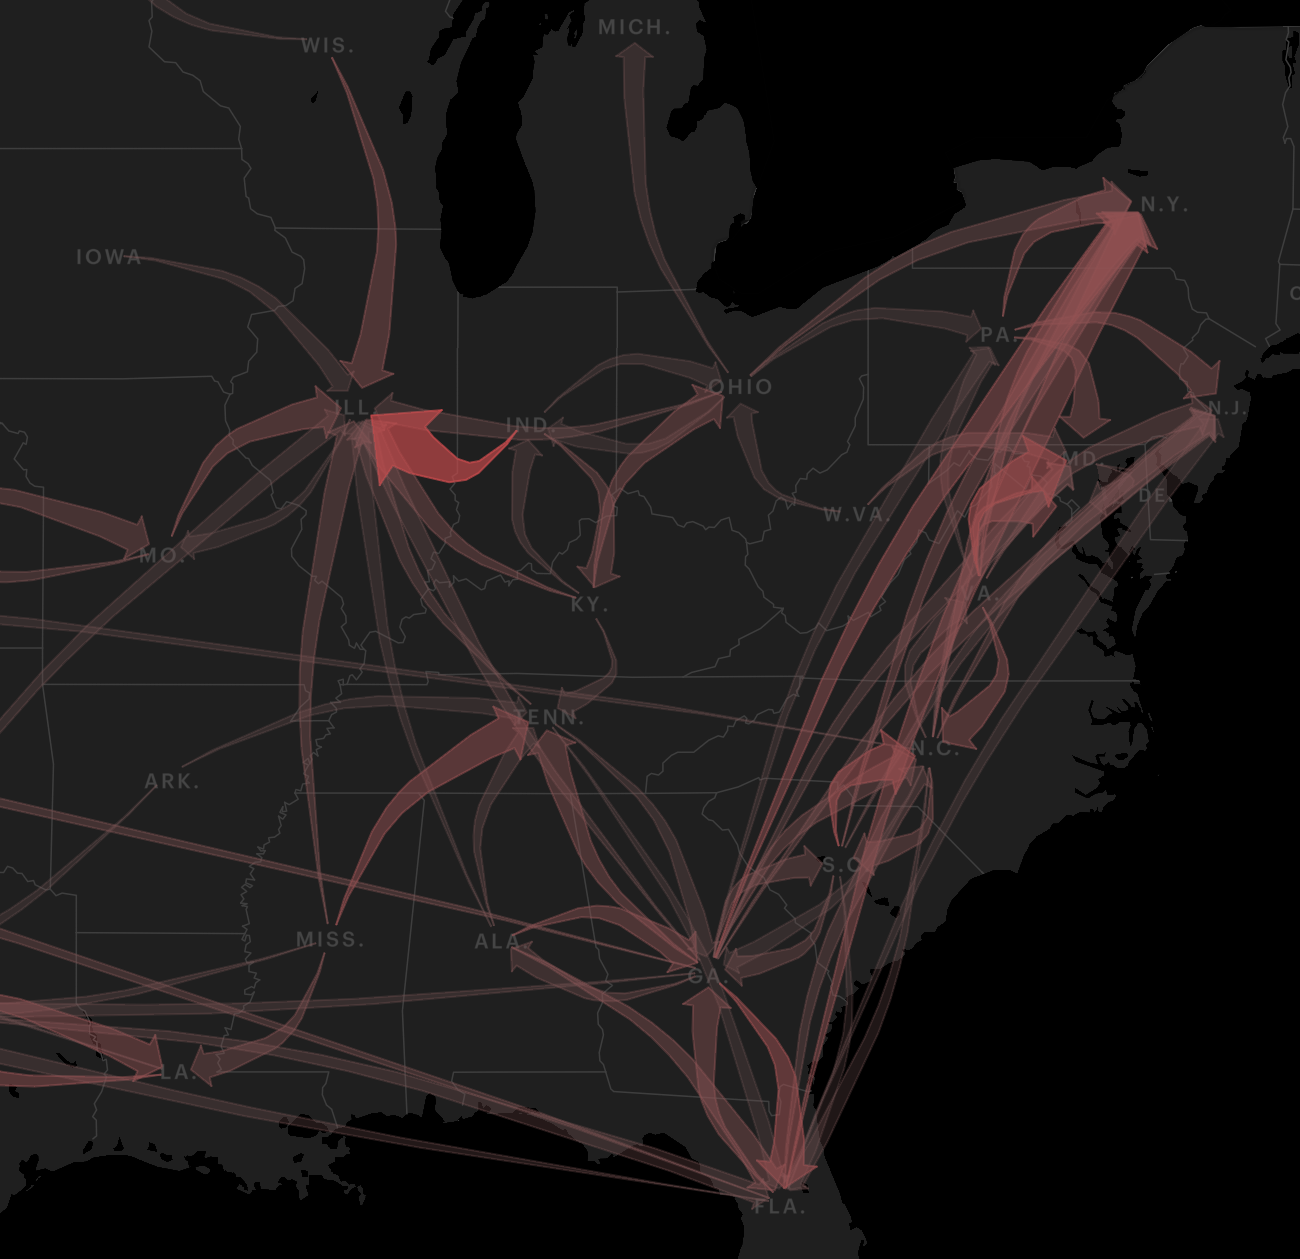 MICH.
WIS.
N.Y.
IOWA
C
PA.
OHIO
ILL.
N.J.
IND.
MD.
DE.
W.VA.
MO.
VA.
KY.
TENN.
N.C.
ARK.
S.C.
MISS.
ALA.
GA.
LA.
FLA.